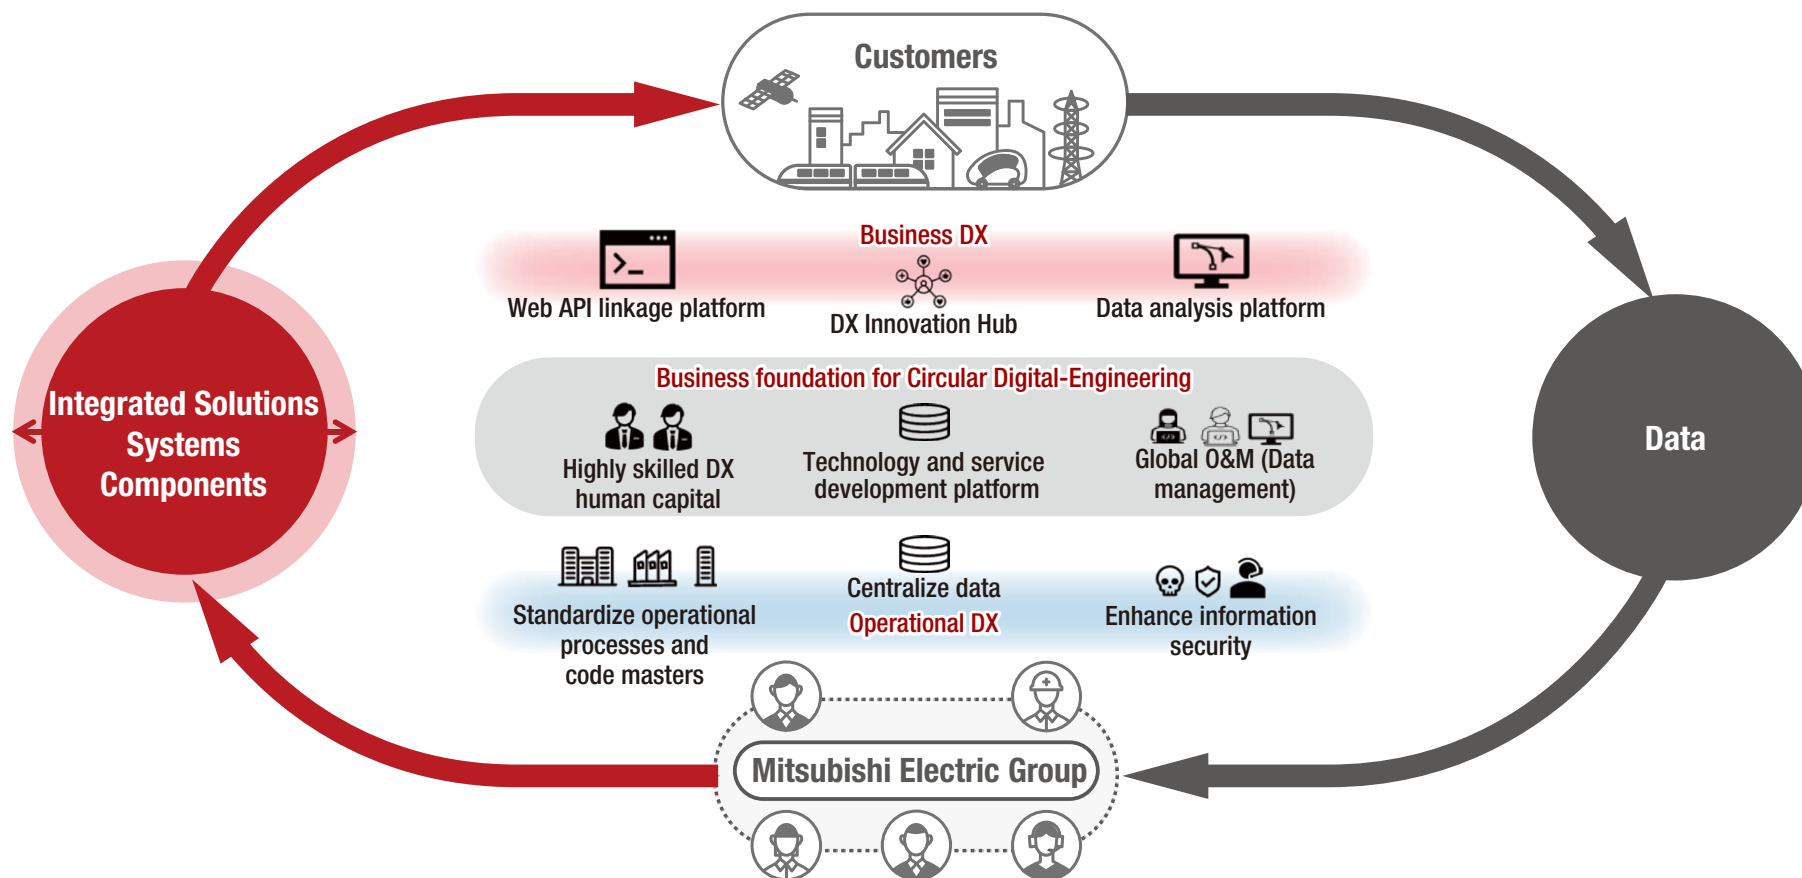 Customers
Business DX
Web API linkage platform
DX Innovation Hub
Data analysis platform
Business foundation for Circular Digital-Engineering
Highly skilled DX
human capital
Technology and service
development platform
Global O&M (Data
management)
Integrated Solutions
Systems
Components
Data
Standardize operational
processes and
code masters
Centralize data
Operational DX
Enhance information
security
Mitsubishi Electric Group